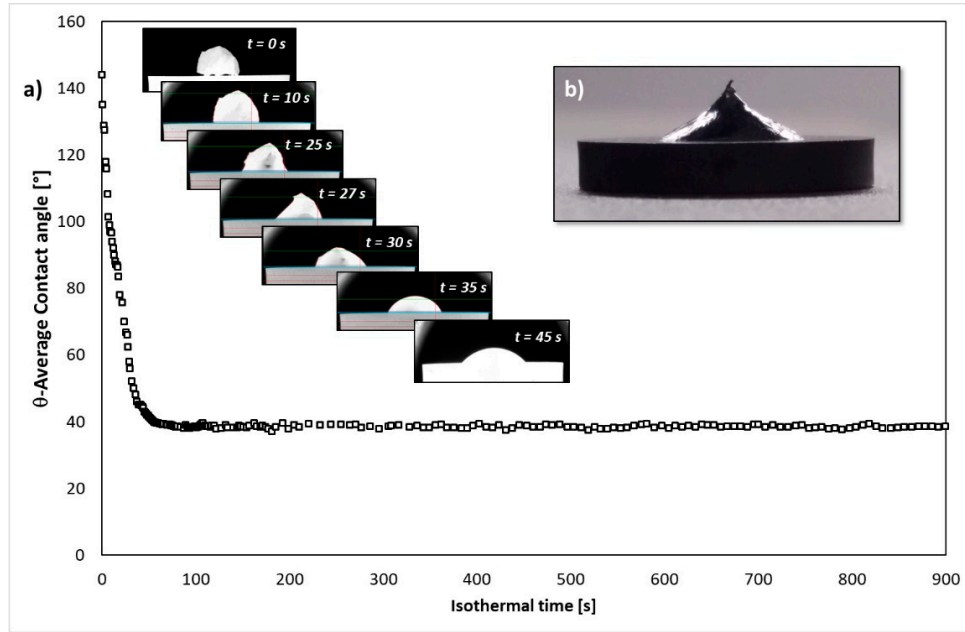 a)
t = 0 s
t = 10 s
t = 25 s
t = 27 s
t = 30 s
t = 35 s
t = 45 s
b)
160
140
120
100
80
60
40
20
0
θ-Average Contact angle [°]
0 100 200 300 400 500 600 700 800 900
Isothermal time [s]